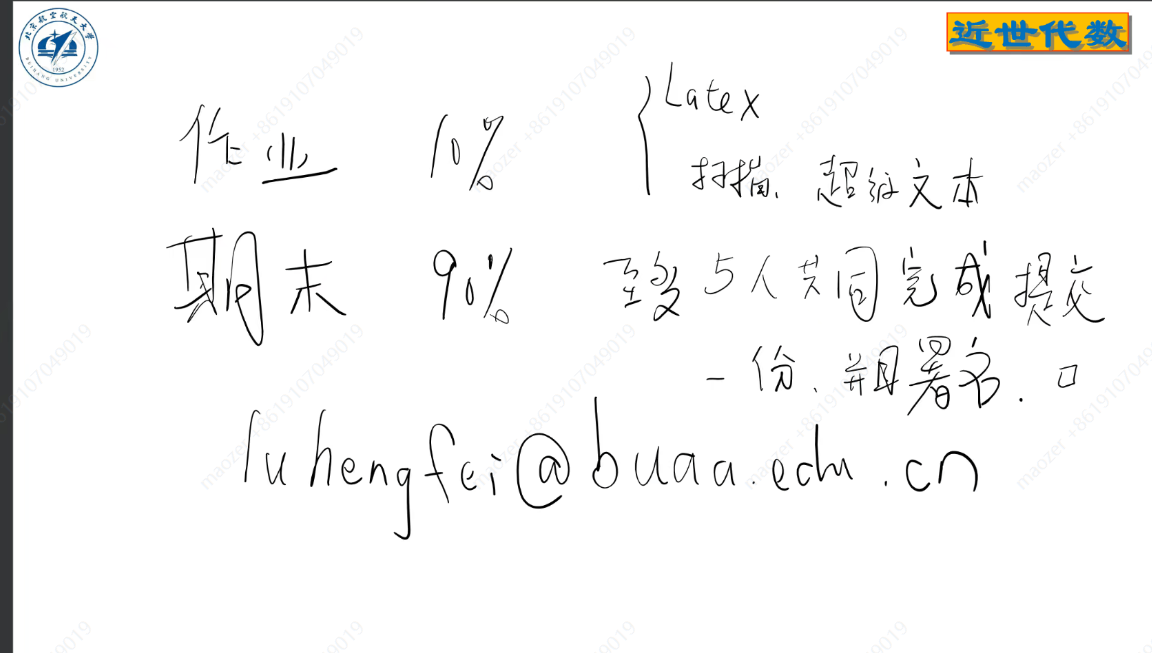 北京航空航天大学
BEIHANG UNIVERSITY
1952
近世代数
作业 10% { Latex
扫描、超级文本
期末 90% 至多5人共同完成提交
一份、并且署名.口
luhengfei@buaa.edu.cn
maozer +8619107049019